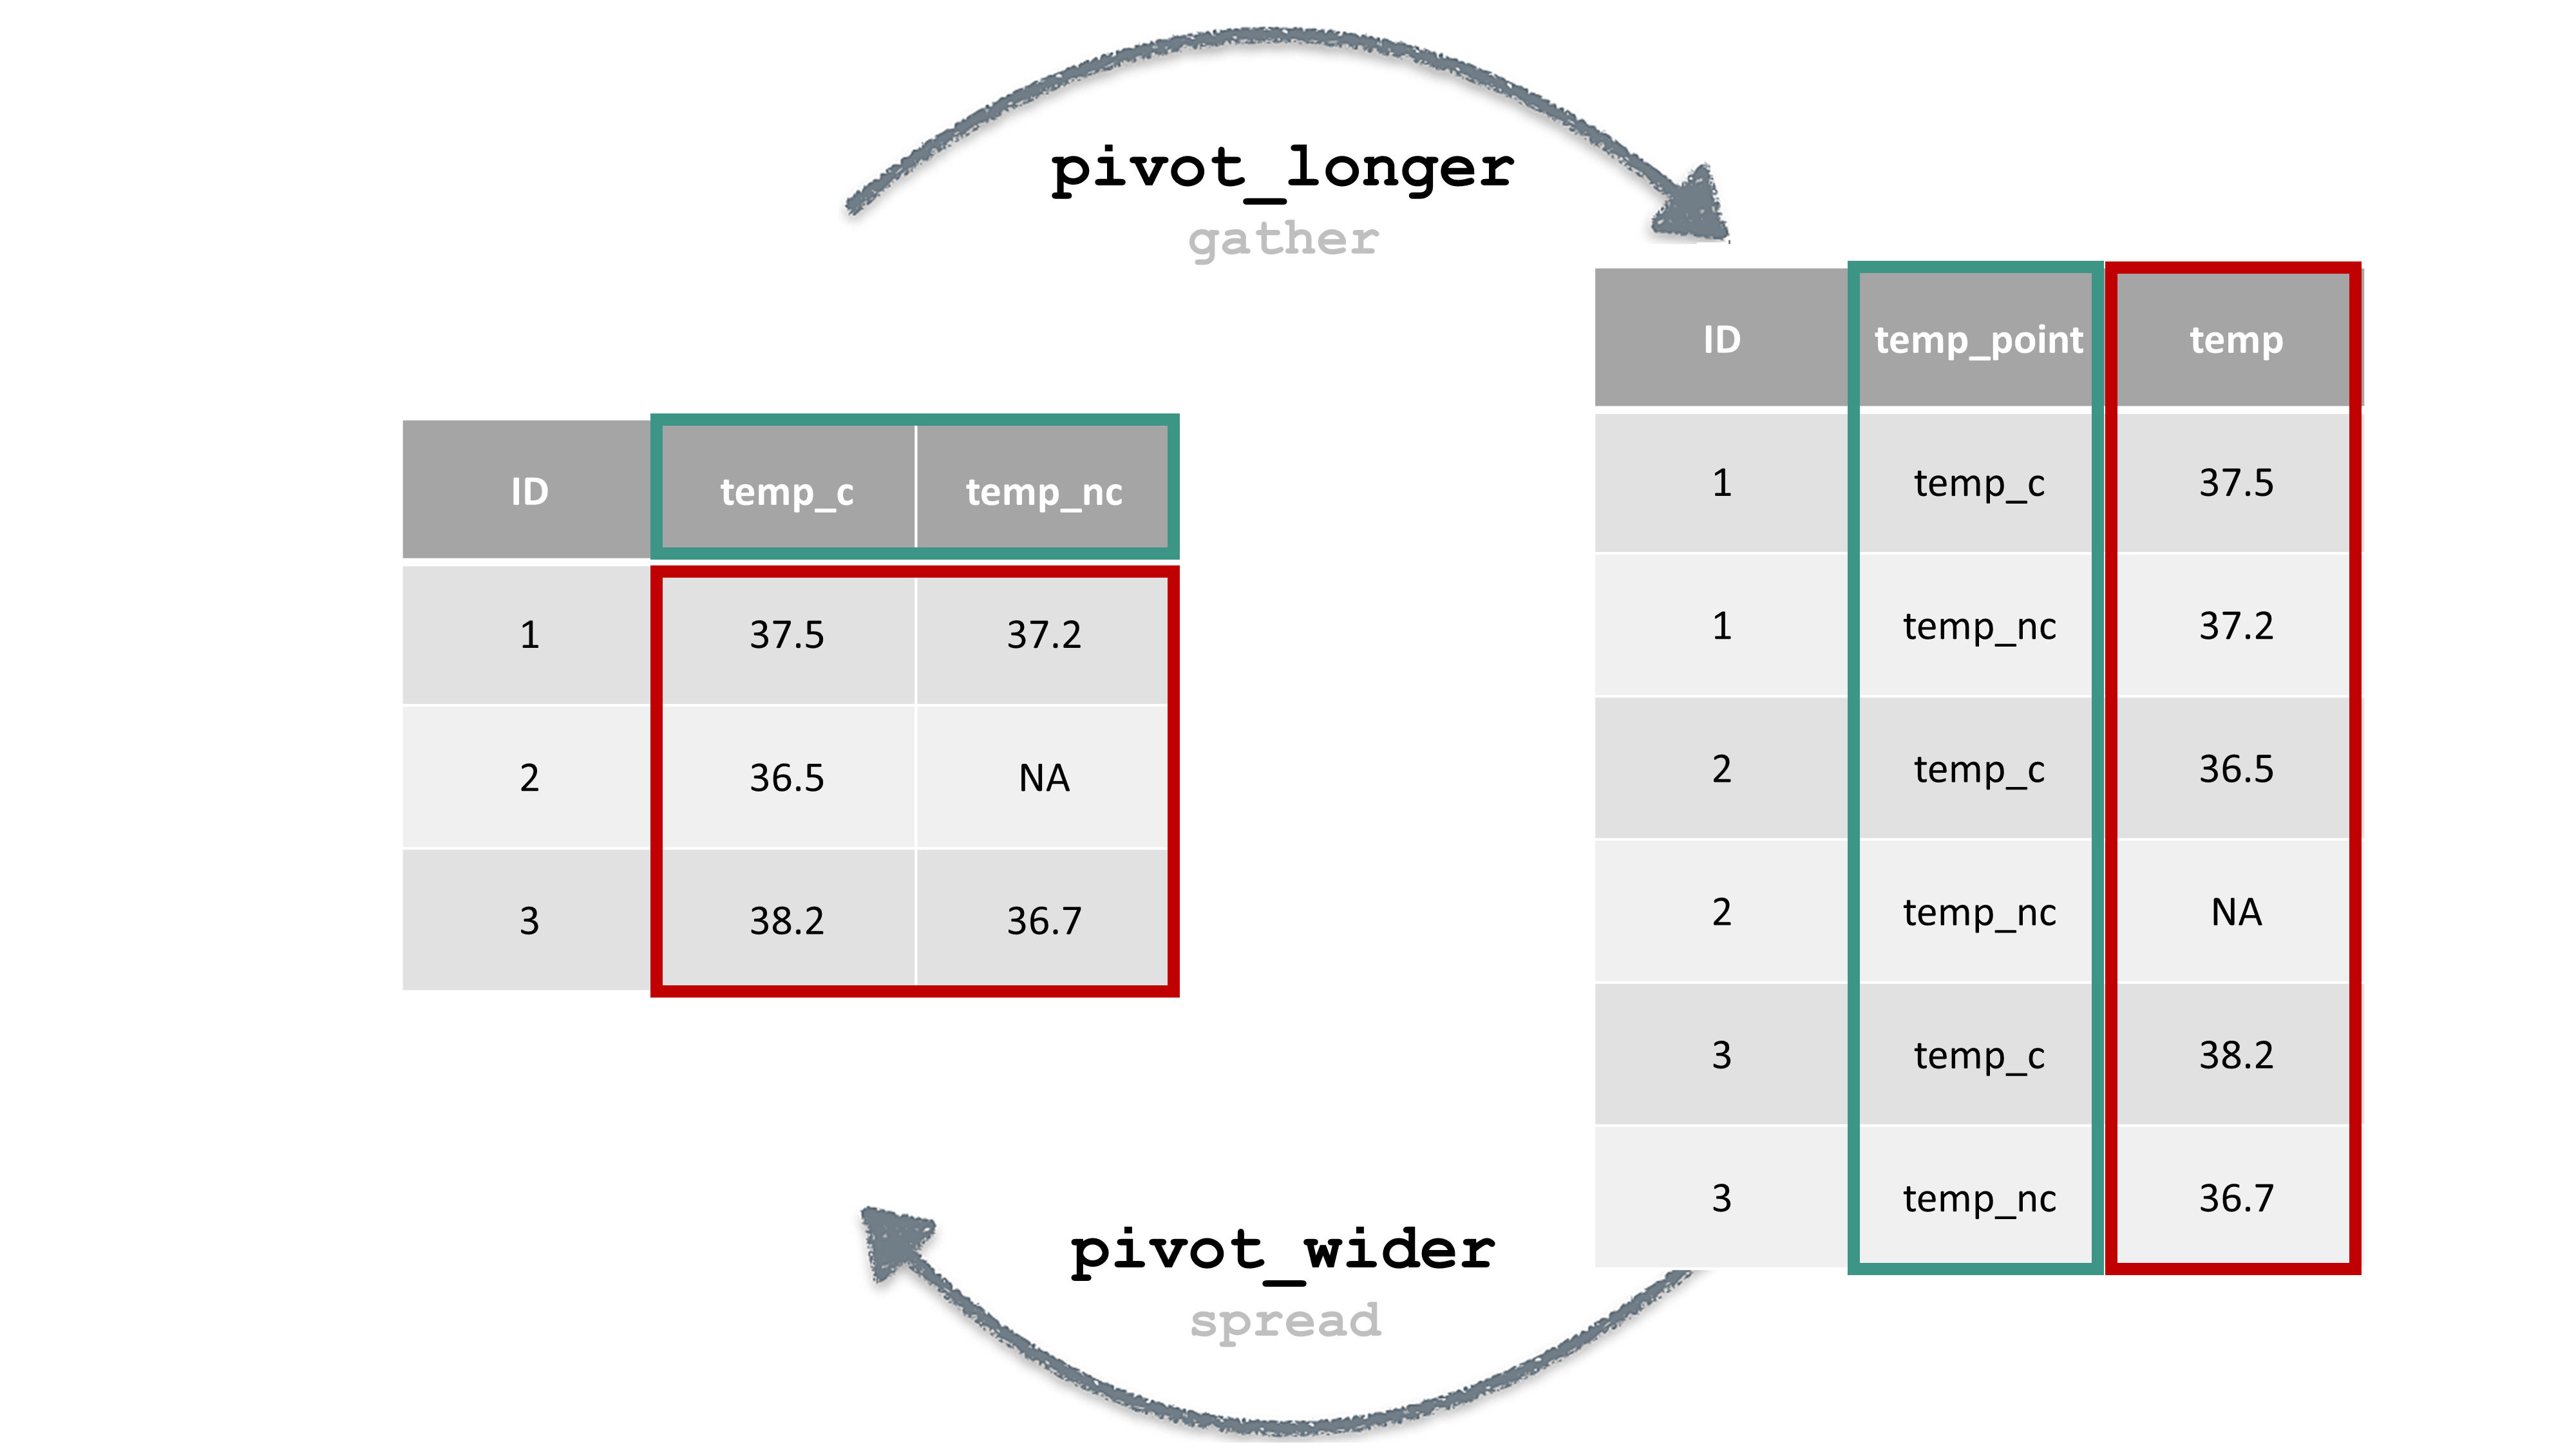 pivot_longer
gather
ID temp_c temp_nc
1 37.5 37.2
2 36.5 NA
3 38.2 36.7
ID temp_point temp
1 temp_c 37.5
1 temp_nc 37.2
2 temp_c 36.5
2 temp_nc NA
3 temp_c 38.2
3 temp_nc 36.7
pivot_wider
spread